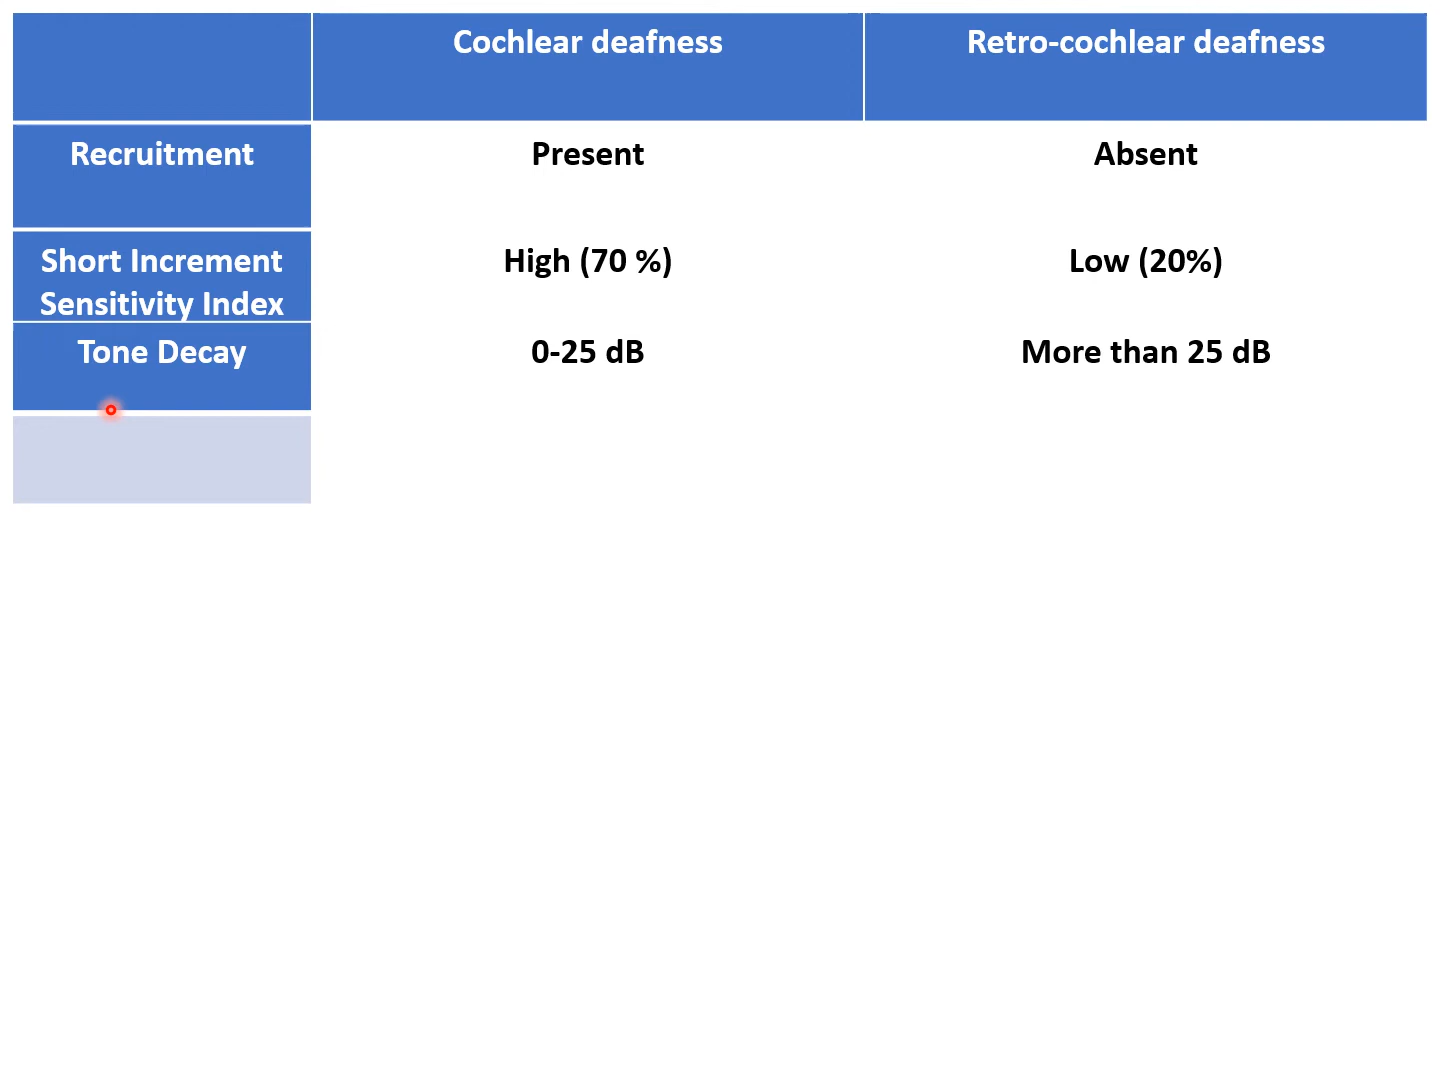 Cochlear deafness
Retro-cochlear deafness
Recruitment
Present
Absent
Short Increment
Sensitivity Index
High (70 %)
Low (20%)
Tone Decay
0-25 dB
More than 25 dB